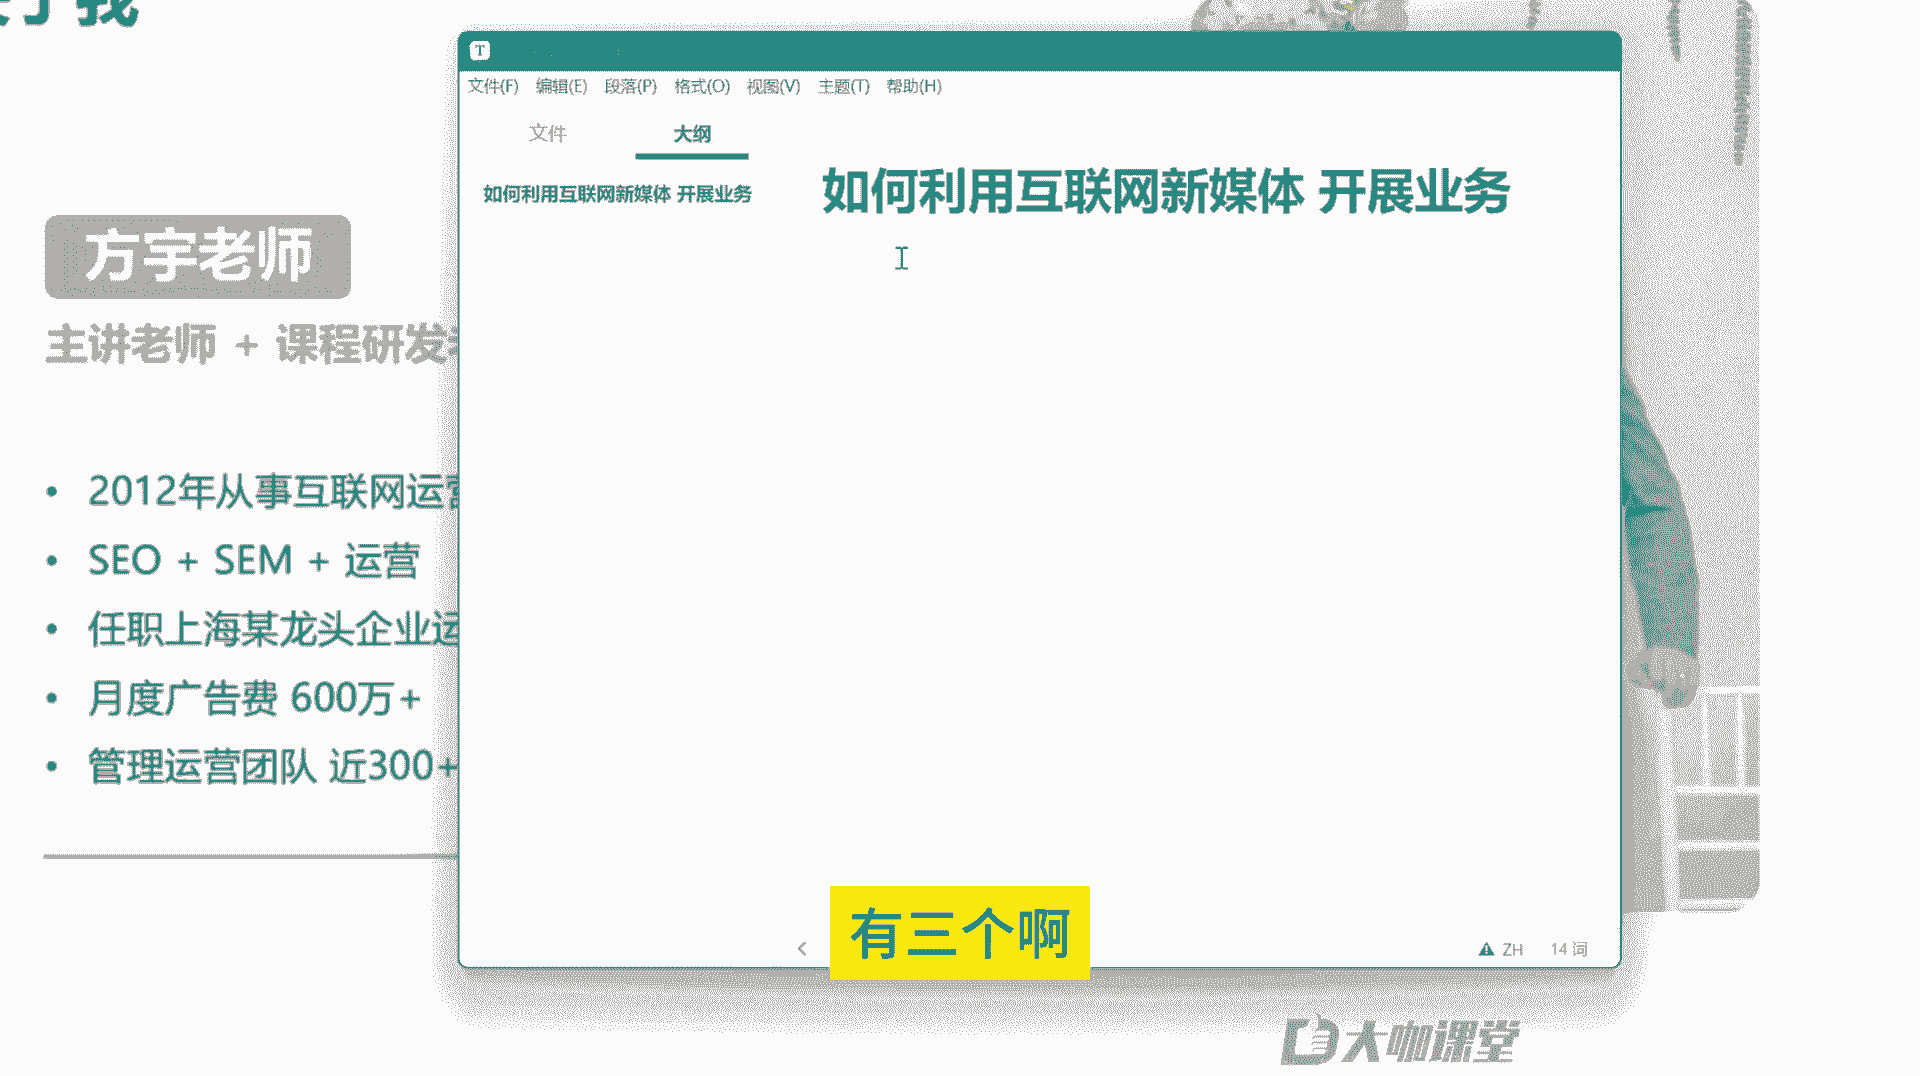 我
T
文件(F) 编辑(E) 段落(P) 格式(O) 视图(V) 主题(T) 帮助(H)
文件 大纲
如何利用互联网新媒体 开展业务
如何利用互联网新媒体 开展业务
方宇老师
主讲老师 + 课程研发
• 2012年从事互联网运营
• SEO + SEM + 运营
• 任职上海某龙头企业运
• 月度广告费 600万+
• 管理运营团队 近300+
有三个啊
ZH 14 词
大咖课堂